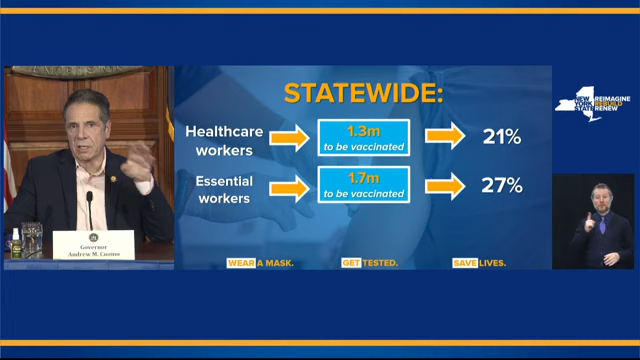 STATEWIDE:
Healthcare
workers
1.3m
to be vaccinated
21%
Essential
workers
1.7m
to be vaccinated
27%
WEAR A MASK.
GET TESTED.
SAVE LIVES.
Governor
Andrew M. Cuomo
NEW
YORK
STATE
REIMAGINE
REBUILD
RENEW